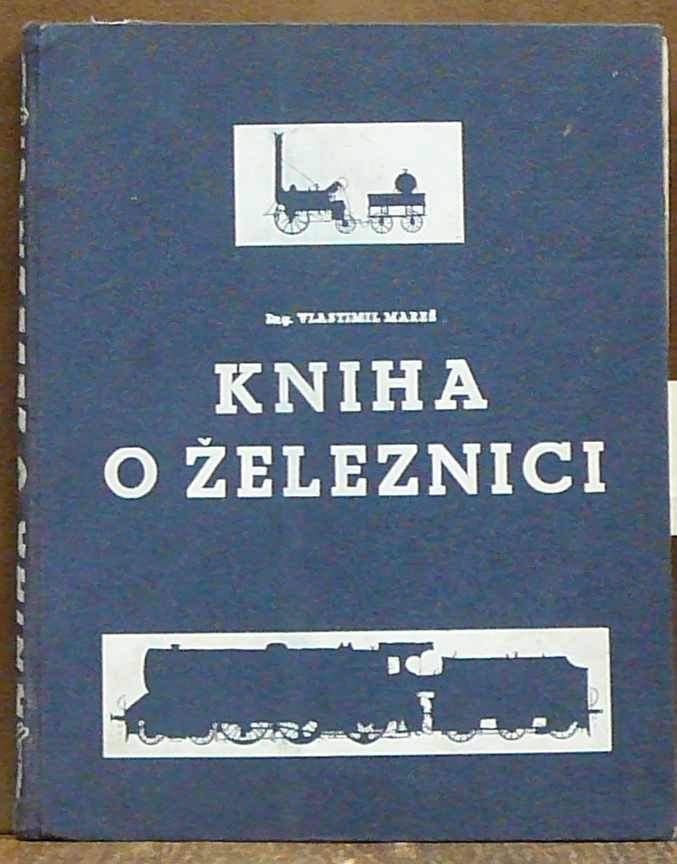 Ing. VLASTIMIL MAREŠ
KNIHA
O ŽELEZNICI